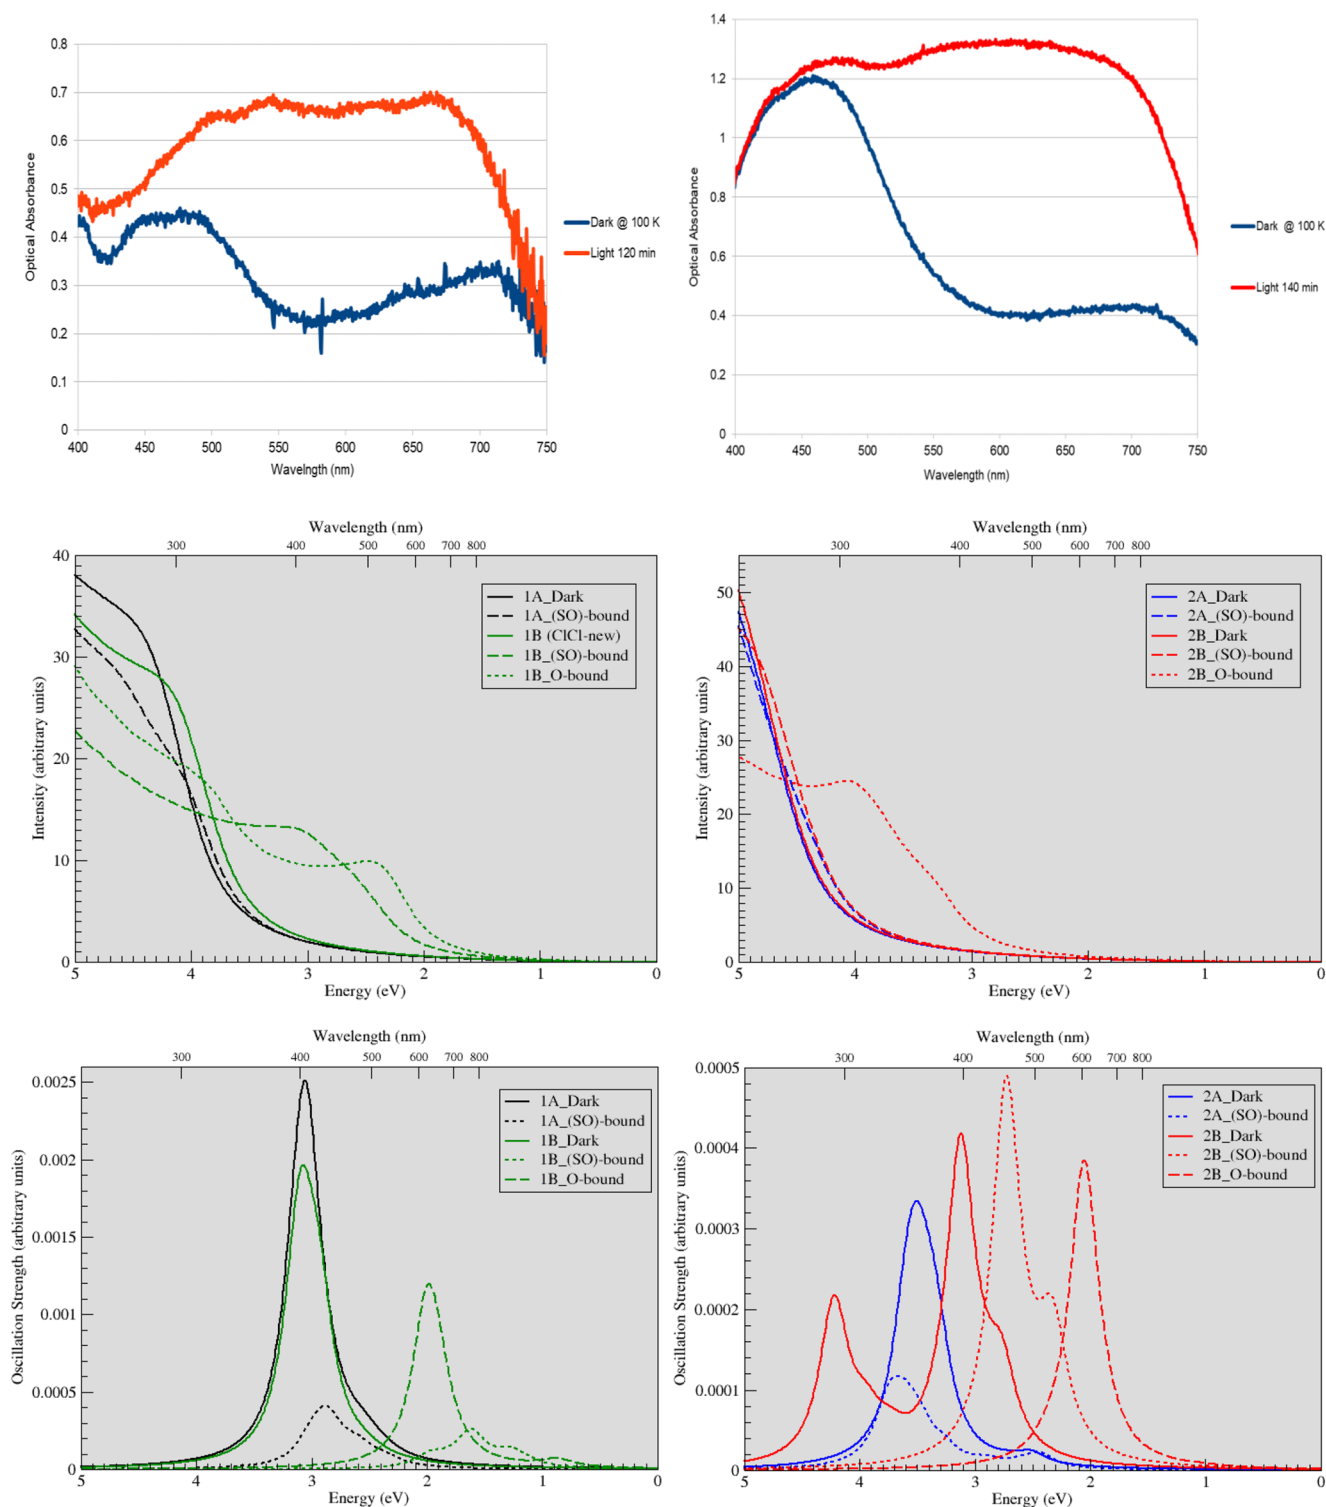 0.8
0.7
0.6
0.5
0.4
0.3
0.2
0.1
0
Optical Absorbance
400 450 500 550 600 650 700 750
Wavelngth (nm)
Dark @ 100 K
Light 120 min
1.4
1.2
1
0.8
0.6
0.4
0.2
0
Optical Absorbance
400 450 500 550 600 650 700 750
Wavelength (nm)
Dark @ 100 K
Light 140 min
Wavelength (nm)
300 400 500 600 700 800
40
30
20
10
0
Intensity (arbitrary units)
1A_Dark
1A_(SO)-bound
1B (ClCl-new)
1B_(SO)-bound
1B_O-bound
5 4 3 2 1 0
Energy (eV)
Wavelength (nm)
300 400 500 600 700 800
50
40
30
20
10
0
Intensity (arbitrary units)
2A_Dark
2A_(SO)-bound
2B_Dark
2B_(SO)-bound
2B_O-bound
5 4 3 2 1 0
Energy (eV)
Wavelength (nm)
300 400 500 600 700 800
0.0025
0.002
0.0015
0.001
0.0005
0
Oscillation Strength (arbitrary units)
1A_Dark
1A_(SO)-bound
1B_Dark
1B_(SO)-bound
1B_O-bound
5 4 3 2 1 0
Energy (eV)
Wavelength (nm)
300 400 500 600 700 800
0.0005
0.0004
0.0003
0.0002
0.0001
0
Oscillation Strength (arbitrary units)
2A_Dark
2A_(SO)-bound
2B_Dark
2B_(SO)-bound
2B_O-bound
5 4 3 2 1 0
Energy (eV)